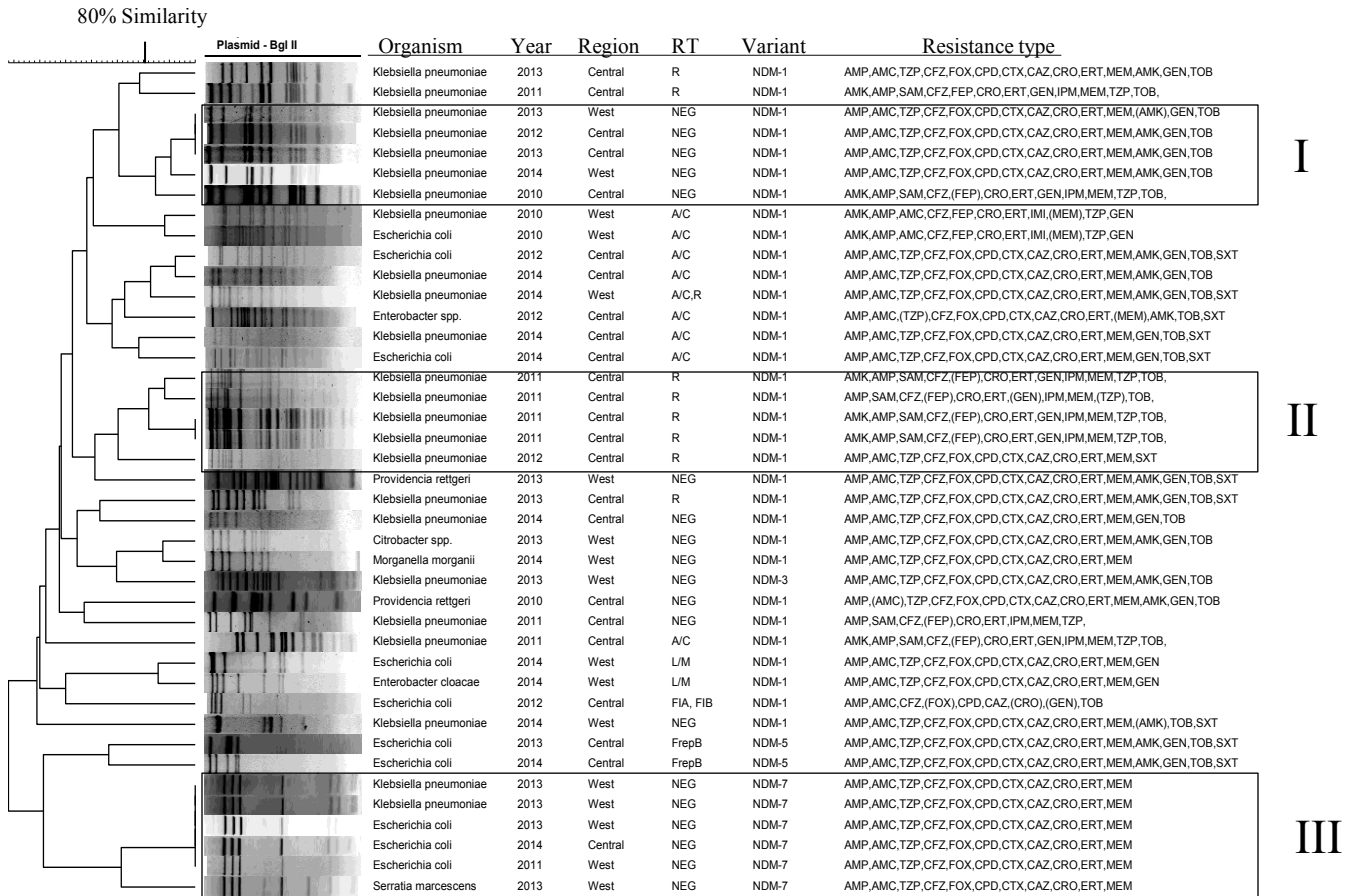 80% Similarity
Plasmid - Bgl II Organism Year Region RT Variant Resistance type
Klebsiella pneumoniae 2013 Central R NDM-1 AMP,AMC,TZP,CFZ,FOX,CPD,CTX,CAZ,CRO,ERT,MEM,AMK,GEN,TOB
Klebsiella pneumoniae 2011 Central R NDM-1 AMK,AMP,SAM,CFZ,FEP,CRO,ERT,GEN,IPM,MEM,TZP,TOB,
Klebsiella pneumoniae 2013 West NEG NDM-1 AMP,AMC,TZP,CFZ,FOX,CPD,CTX,CAZ,CRO,ERT,MEM,(AMK),GEN,TOB
Klebsiella pneumoniae 2012 Central NEG NDM-1 AMP,AMC,TZP,CFZ,FOX,CPD,CTX,CAZ,CRO,ERT,MEM,AMK,GEN,TOB
Klebsiella pneumoniae 2013 Central NEG NDM-1 AMP,AMC,TZP,CFZ,FOX,CPD,CTX,CAZ,CRO,ERT,MEM,AMK,GEN,TOB
I
Klebsiella pneumoniae 2014 West NEG NDM-1 AMP,AMC,TZP,CFZ,FOX,CPD,CTX,CAZ,CRO,ERT,MEM,AMK,GEN,TOB
Klebsiella pneumoniae 2010 Central NEG NDM-1 AMK,AMP,SAM,CFZ,(FEP),CRO,ERT,GEN,IPM,MEM,TZP,TOB,
Klebsiella pneumoniae 2010 West A/C NDM-1 AMK,AMP,AMC,CFZ,FEP,CRO,ERT,IMI,(MEM),TZP,GEN
Escherichia coli 2010 West A/C NDM-1 AMK,AMP,AMC,CFZ,FEP,CRO,ERT,IMI,(MEM),TZP,GEN
Escherichia coli 2012 Central A/C NDM-1 AMP,AMC,TZP,CFZ,FOX,CPD,CTX,CAZ,CRO,ERT,MEM,AMK,GEN,TOB,SXT
Klebsiella pneumoniae 2014 Central A/C NDM-1 AMP,AMC,TZP,CFZ,FOX,CPD,CTX,CAZ,CRO,ERT,MEM,AMK,GEN,TOB
Klebsiella pneumoniae 2014 West A/C,R NDM-1 AMP,AMC,TZP,CFZ,FOX,CPD,CTX,CAZ,CRO,ERT,MEM,AMK,GEN,TOB,SXT
Enterobacter spp. 2012 Central A/C NDM-1 AMP,AMC,(TZP),CFZ,FOX,CPD,CTX,CAZ,CRO,ERT,(MEM),AMK,TOB,SXT
Klebsiella pneumoniae 2014 Central A/C NDM-1 AMP,AMC,TZP,CFZ,FOX,CPD,CTX,CAZ,CRO,ERT,MEM,GEN,TOB,SXT
Escherichia coli 2014 Central A/C NDM-1 AMP,AMC,TZP,CFZ,FOX,CPD,CTX,CAZ,CRO,ERT,MEM,GEN,TOB,SXT
Klebsiella pneumoniae 2011 Central R NDM-1 AMK,AMP,SAM,CFZ,(FEP),CRO,ERT,GEN,IPM,MEM,TZP,TOB,
Klebsiella pneumoniae 2011 Central R NDM-1 AMP,SAM,CFZ,(FEP),CRO,ERT,(GEN),IPM,MEM,(TZP),TOB,
Klebsiella pneumoniae 2011 Central R NDM-1 AMK,AMP,SAM,CFZ,(FEP),CRO,ERT,GEN,IPM,MEM,TZP,TOB,
II
Klebsiella pneumoniae 2011 Central R NDM-1 AMK,AMP,SAM,CFZ,(FEP),CRO,ERT,GEN,IPM,MEM,TZP,TOB,
Klebsiella pneumoniae 2012 Central R NDM-1 AMP,AMC,TZP,CFZ,FOX,CPD,CTX,CAZ,CRO,ERT,MEM,SXT
Providencia rettgeri 2013 West NEG NDM-1 AMP,AMC,TZP,CFZ,FOX,CPD,CTX,CAZ,CRO,ERT,MEM,AMK,GEN,TOB,SXT
Klebsiella pneumoniae 2013 Central R NDM-1 AMP,AMC,TZP,CFZ,FOX,CPD,CTX,CAZ,CRO,ERT,MEM,AMK,GEN,TOB,SXT
Klebsiella pneumoniae 2014 Central NEG NDM-1 AMP,AMC,TZP,CFZ,FOX,CPD,CTX,CAZ,CRO,ERT,MEM,GEN,TOB
Citrobacter spp. 2013 West NEG NDM-1 AMP,AMC,TZP,CFZ,FOX,CPD,CTX,CAZ,CRO,ERT,MEM,AMK,GEN,TOB
Morganella morganii 2014 West NEG NDM-1 AMP,AMC,TZP,CFZ,FOX,CPD,CTX,CAZ,CRO,ERT,MEM
Klebsiella pneumoniae 2013 West NEG NDM-3 AMP,AMC,TZP,CFZ,FOX,CPD,CTX,CAZ,CRO,ERT,MEM,AMK,GEN,TOB
Providencia rettgeri 2010 Central NEG NDM-1 AMP,(AMC),TZP,CFZ,FOX,CPD,CTX,CAZ,CRO,ERT,MEM,AMK,GEN,TOB
Klebsiella pneumoniae 2011 Central NEG NDM-1 AMP,SAM,CFZ,(FEP),CRO,ERT,IPM,MEM,TZP,
Klebsiella pneumoniae 2011 Central A/C NDM-1 AMK,AMP,SAM,CFZ,(FEP),CRO,ERT,GEN,IPM,MEM,TZP,TOB,
Escherichia coli 2014 West L/M NDM-1 AMP,AMC,TZP,CFZ,FOX,CPD,CTX,CAZ,CRO,ERT,MEM,GEN
Enterobacter cloacae 2014 West L/M NDM-1 AMP,AMC,TZP,CFZ,FOX,CPD,CTX,CAZ,CRO,ERT,MEM,GEN
Escherichia coli 2012 Central FIA, FIB NDM-1 AMP,AMC,CFZ,(FOX),CPD,CAZ,(CRO),(GEN),TOB
Klebsiella pneumoniae 2014 West NEG NDM-1 AMP,AMC,TZP,CFZ,FOX,CPD,CTX,CAZ,CRO,ERT,MEM,(AMK),TOB,SXT
Escherichia coli 2013 Central FrepB NDM-5 AMP,AMC,TZP,CFZ,FOX,CPD,CTX,CAZ,CRO,ERT,MEM,AMK,GEN,TOB,SXT
Escherichia coli 2014 Central FrepB NDM-5 AMP,AMC,TZP,CFZ,FOX,CPD,CTX,CAZ,CRO,ERT,MEM,AMK,GEN,TOB,SXT
Klebsiella pneumoniae 2013 West NEG NDM-7 AMP,AMC,TZP,CFZ,FOX,CPD,CTX,CAZ,CRO,ERT,MEM
Klebsiella pneumoniae 2013 West NEG NDM-7 AMP,AMC,TZP,CFZ,FOX,CPD,CTX,CAZ,CRO,ERT,MEM
Escherichia coli 2013 West NEG NDM-7 AMP,AMC,TZP,CFZ,FOX,CPD,CTX,CAZ,CRO,ERT,MEM
III
Escherichia coli 2014 Central NEG NDM-7 AMP,AMC,TZP,CFZ,FOX,CPD,CTX,CAZ,CRO,ERT,MEM
Escherichia coli 2011 West NEG NDM-7 AMP,AMC,TZP,CFZ,FOX,CPD,CTX,CAZ,CRO,ERT,MEM
Serratia marcescens 2013 West NEG NDM-7 AMP,AMC,TZP,CFZ,FOX,CPD,CTX,CAZ,CRO,ERT,MEM